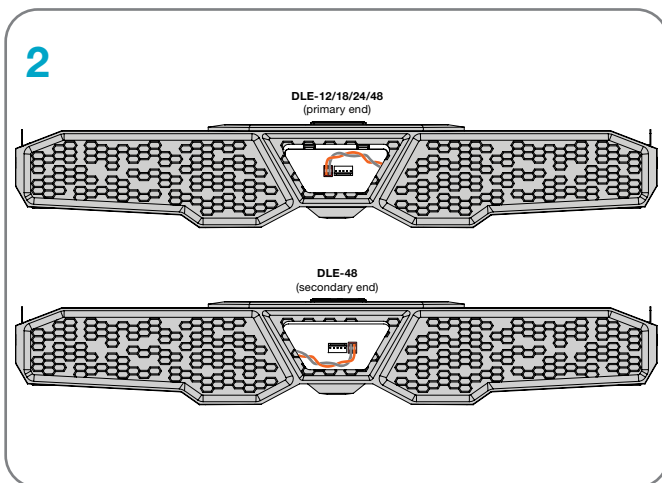 2
DLE-12/18/24/48
(primary end)
DLE-48
(secondary end)